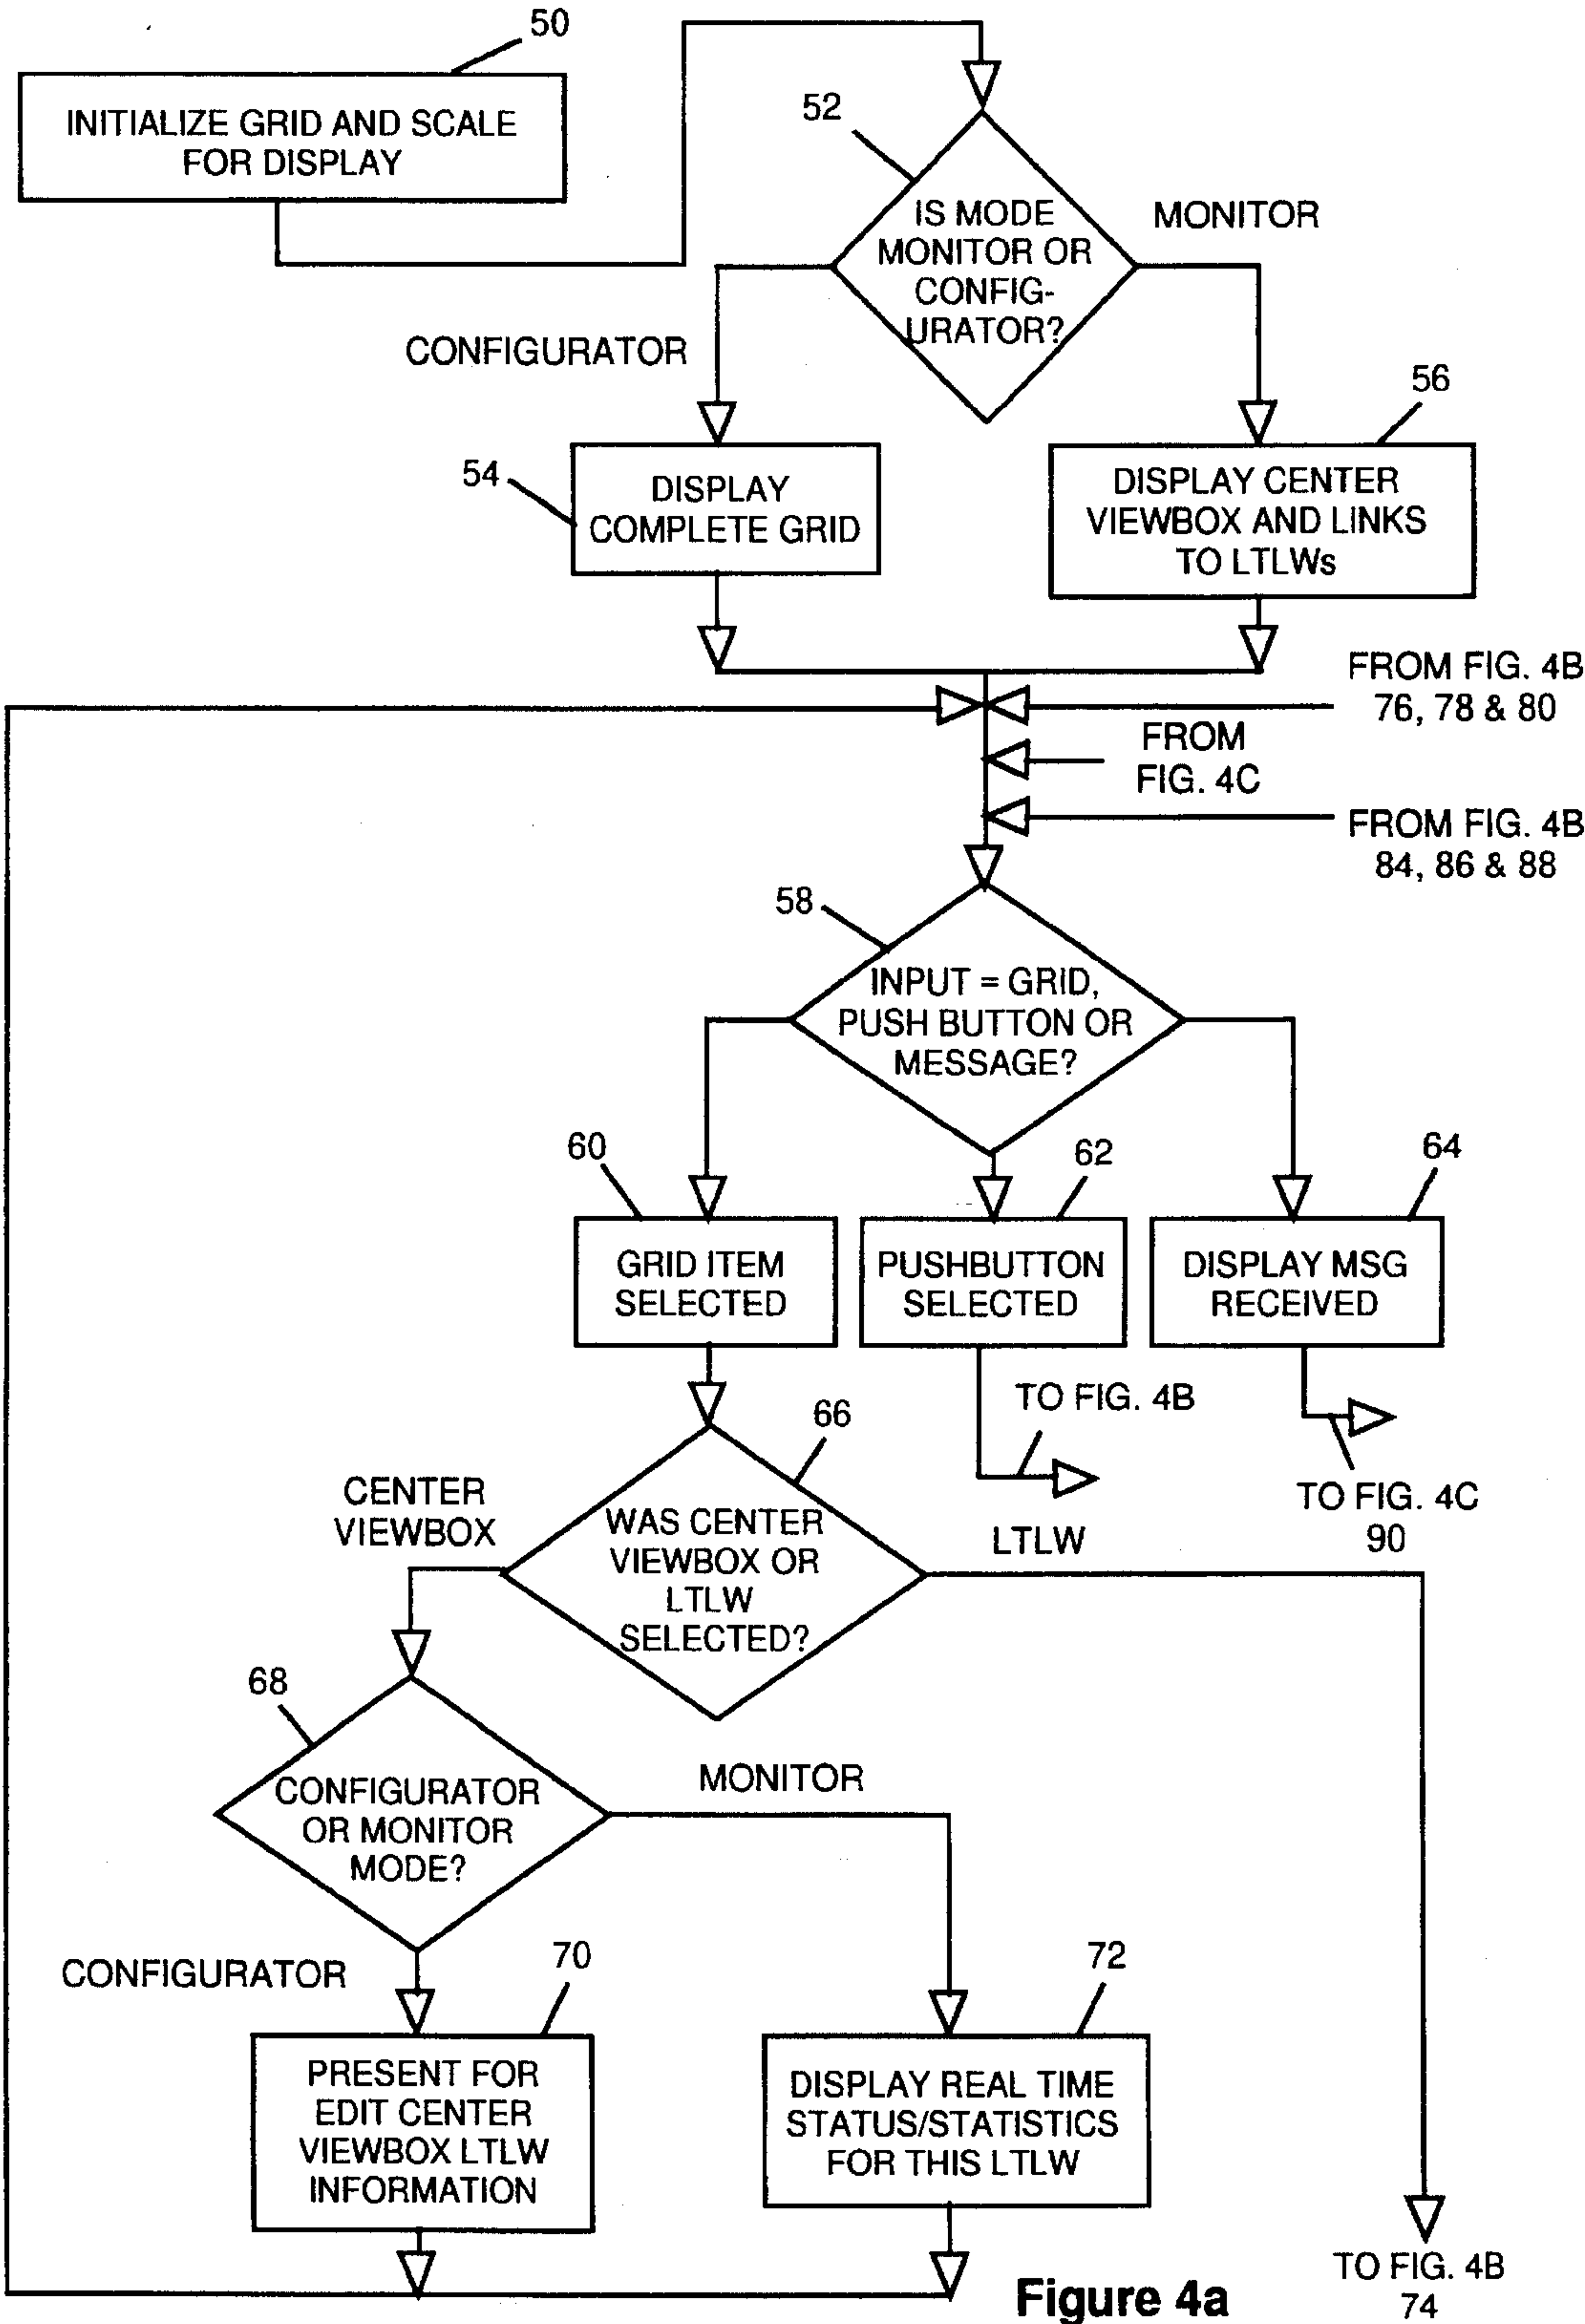 50
INITIALIZE GRID AND SCALE
FOR DISPLAY
52
IS MODE
MONITOR OR
CONFIG-
URATOR?
MONITOR
CONFIGURATOR
56
54
DISPLAY
COMPLETE GRID
DISPLAY CENTER
VIEWBOX AND LINKS
TO LTLWs
FROM FIG. 4B
76, 78 & 80
FROM
FIG. 4C
FROM FIG. 4B
84, 86 & 88
58
INPUT = GRID,
PUSH BUTTON OR
MESSAGE?
60
62
64
GRID ITEM
SELECTED
PUSHBUTTON
SELECTED
DISPLAY MSG
RECEIVED
TO FIG. 4B
66
CENTER
VIEWBOX
WAS CENTER
VIEWBOX OR
LTLW
SELECTED?
LTLW
TO FIG. 4C
90
68
CONFIGURATOR
OR MONITOR
MODE?
MONITOR
CONFIGURATOR
70
72
PRESENT FOR
EDIT CENTER
VIEWBOX LTLW
INFORMATION
DISPLAY REAL TIME
STATUS/STATISTICS
FOR THIS LTLW
TO FIG. 4B
74
Figure 4a